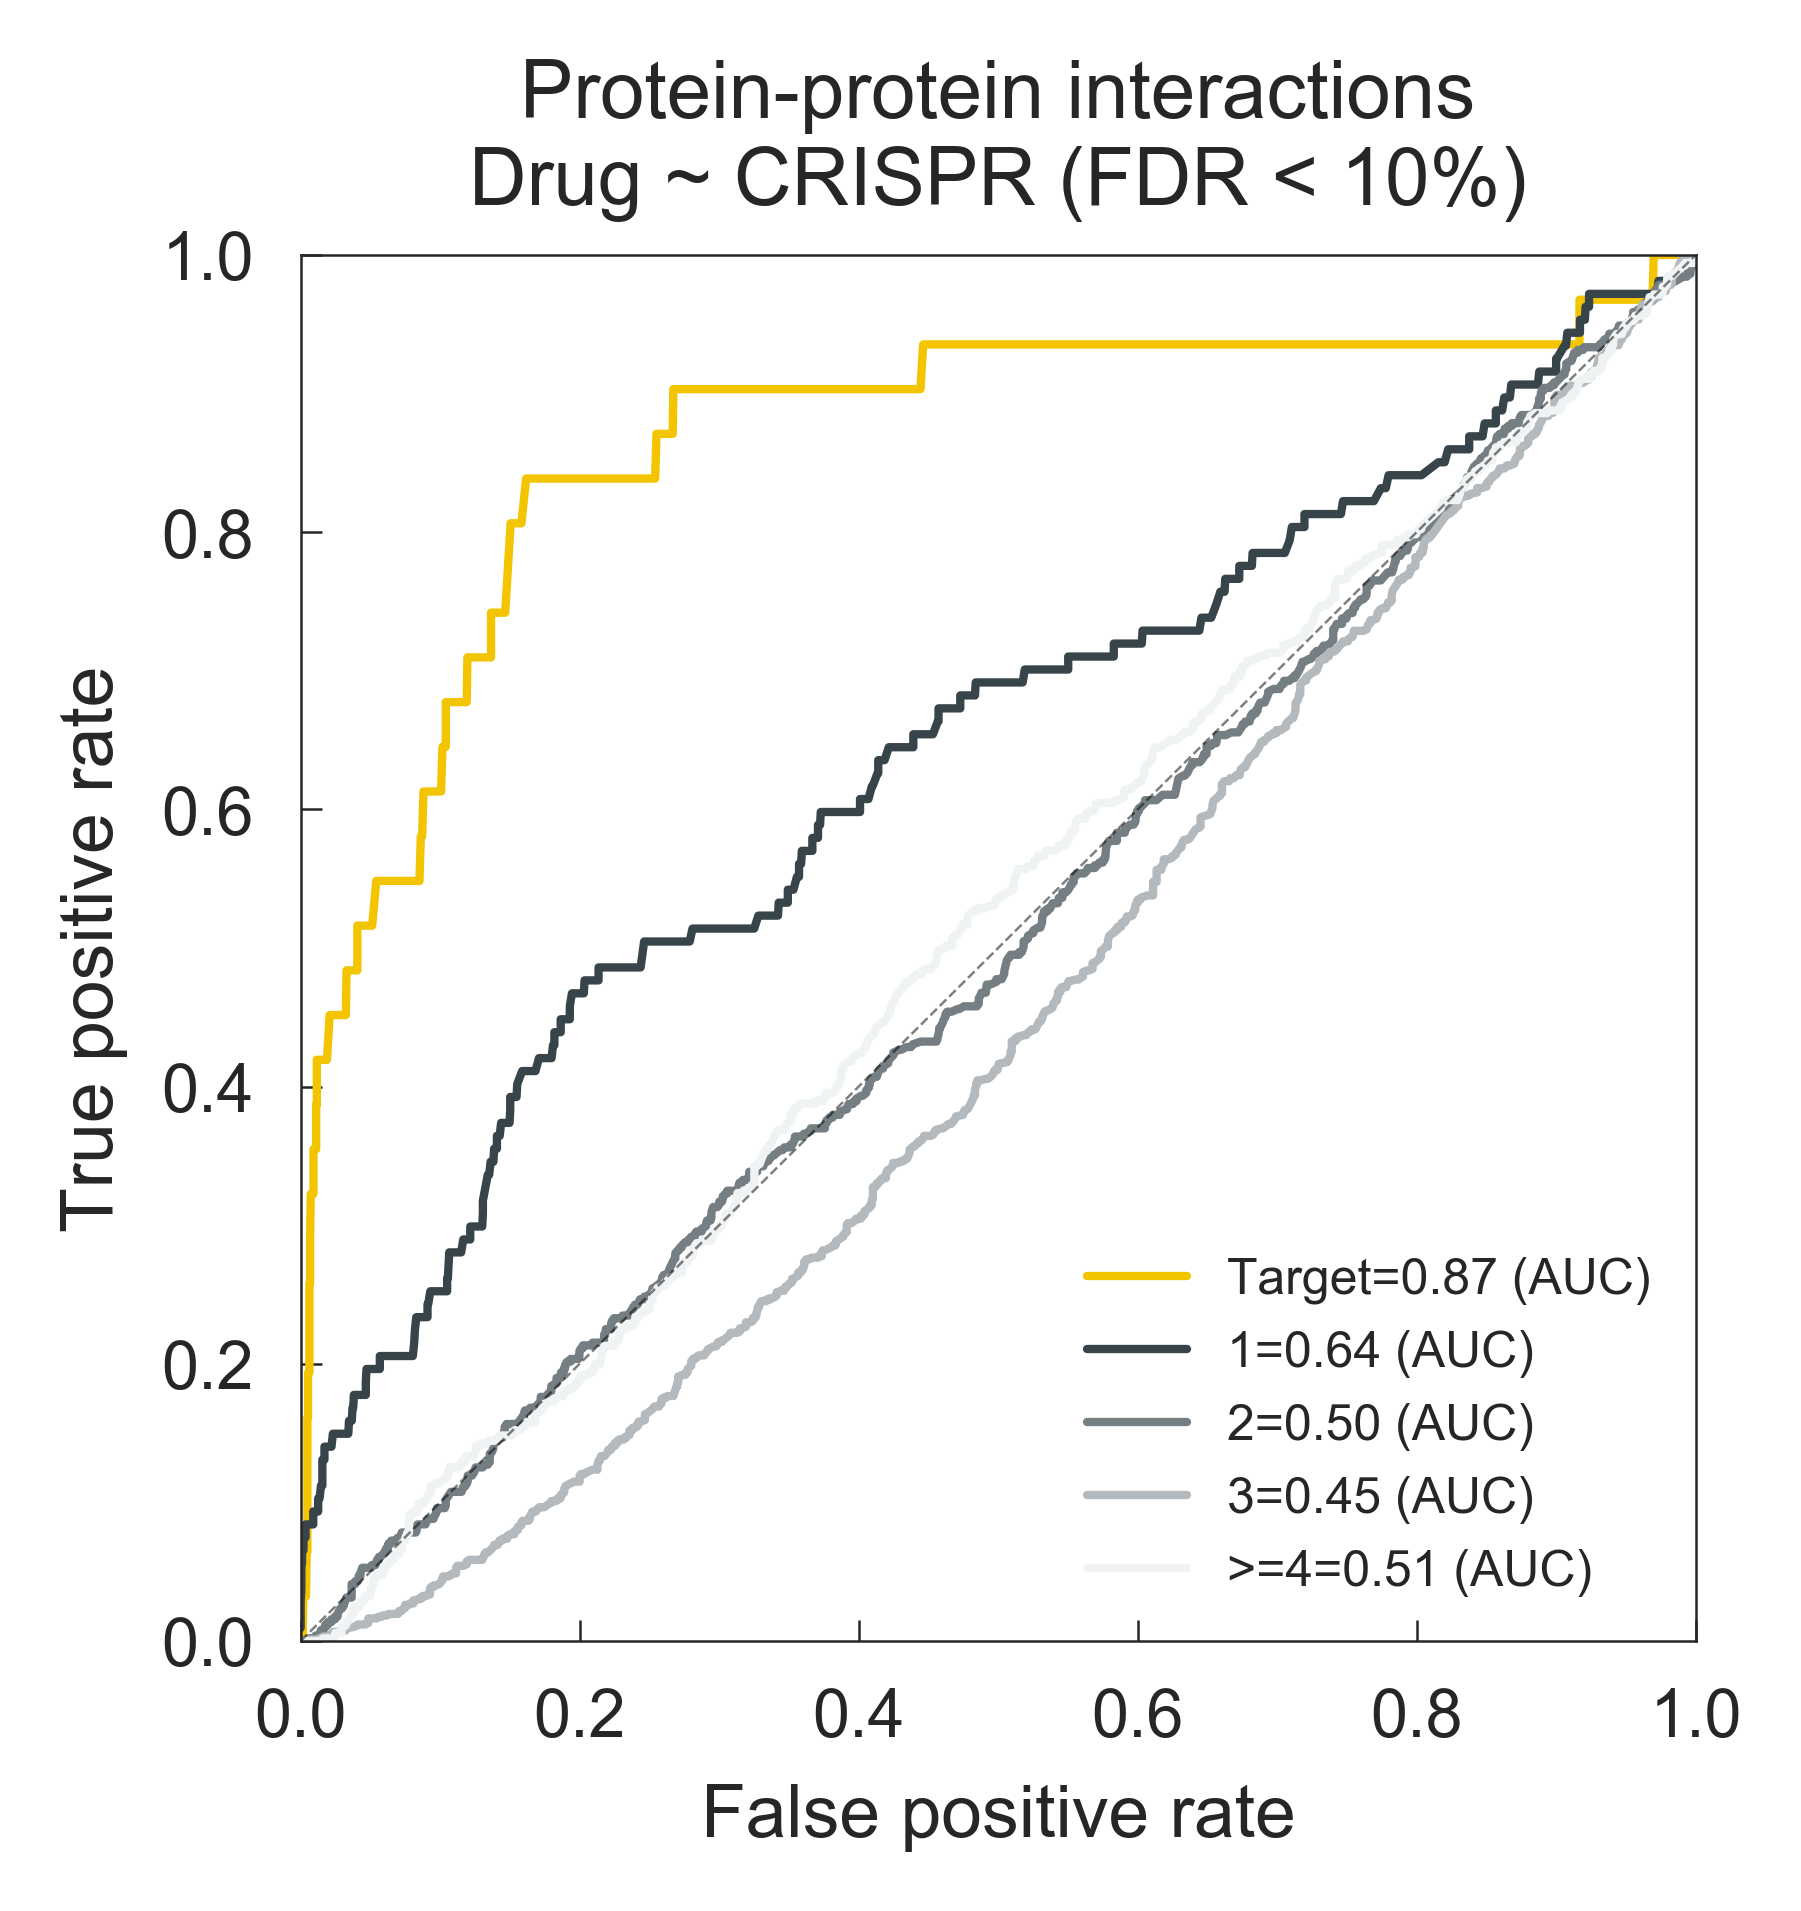 Protein-protein interactions
Drug ~ CRISPR (FDR < 10%)
1.0
0.8
0.6
0.4
0.2
0.0
True positive rate
Target=0.87 (AUC)
1=0.64 (AUC)
2=0.50 (AUC)
3=0.45 (AUC)
>=4=0.51 (AUC)
0.0 0.2 0.4 0.6 0.8 1.0
False positive rate